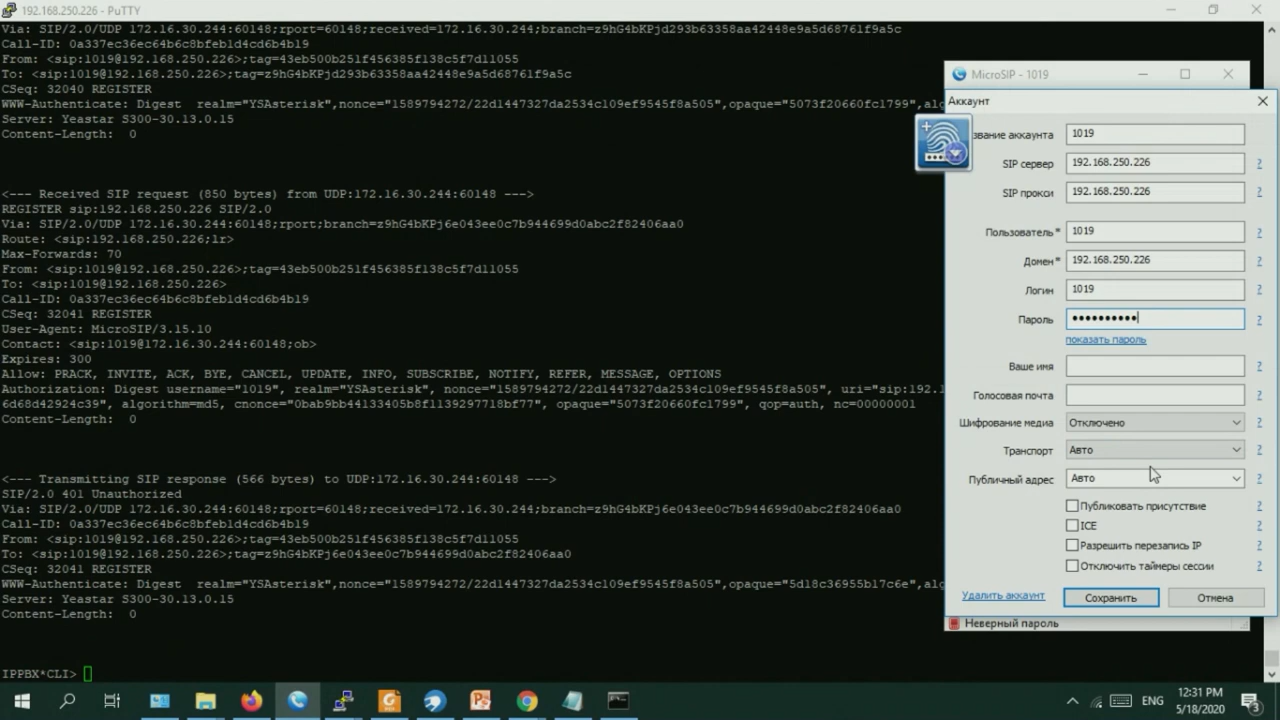 192.168.250.226 - PuTTY
Via: SIP/2.0/UDP 172.16.30.244:60148;rport=60148;received=172.16.30.244;branch=z9hG4bKPjd293b63358aa42448e9a5d68761f9a5c
Call-ID: 0a337ec36ec64b6c8bfeb1d4cd6b4b19
From: <sip:1019@192.168.250.226>;tag=43eb500b251f456385f138c5f7d11055
To: <sip:1019@192.168.250.226>;tag=z9hG4bKPjd293b63358aa42448e9a5d68761f9a5c
CSeq: 32040 REGISTER
WWW-Authenticate: Digest  realm="YSAsterisk",nonce="1589794272/22d1447327da2534c109ef9545f8a505",opaque="5073f20660fc1799",alg
Server: Yeastar S300-30.13.0.15
Content-Length:  0
<--- Received SIP request (850 bytes) from UDP:172.16.30.244:60148 --->
REGISTER sip:192.168.250.226 SIP/2.0
Via: SIP/2.0/UDP 172.16.30.244:60148;rport;branch=z9hG4bKPj6e043ee0c7b944699d0abc2f82406aa0
Route: <sip:192.168.250.226;lr>
Max-Forwards: 70
From: <sip:1019@192.168.250.226>;tag=43eb500b251f456385f138c5f7d11055
To: <sip:1019@192.168.250.226>
Call-ID: 0a337ec36ec64b6c8bfeb1d4cd6b4b19
CSeq: 32041 REGISTER
User-Agent: MicroSIP/3.15.10
Contact: <sip:1019@172.16.30.244:60148;ob>
Expires: 300
Allow: PRACK, INVITE, ACK, BYE, CANCEL, UPDATE, INFO, SUBSCRIBE, NOTIFY, REFER, MESSAGE, OPTIONS
Authorization: Digest username="1019", realm="YSAsterisk", nonce="1589794272/22d1447327da2534c109ef9545f8a505", uri="sip:192.1
6d68d42924c39", algorithm=md5, cnonce="0bab9bb44133405b8f1139297718bf77", opaque="5073f20660fc1799", qop=auth, nc=00000001
Content-Length:  0
<--- Transmitting SIP response (566 bytes) to UDP:172.16.30.244:60148 --->
SIP/2.0 401 Unauthorized
Via: SIP/2.0/UDP 172.16.30.244:60148;rport=60148;received=172.16.30.244;branch=z9hG4bKPj6e043ee0c7b944699d0abc2f82406aa0
Call-ID: 0a337ec36ec64b6c8bfeb1d4cd6b4b19
From: <sip:1019@192.168.250.226>;tag=43eb500b251f456385f138c5f7d11055
To: <sip:1019@192.168.250.226>;tag=z9hG4bKPj6e043ee0c7b944699d0abc2f82406aa0
CSeq: 32041 REGISTER
WWW-Authenticate: Digest  realm="YSAsterisk",nonce="1589794272/22d1447327da2534c109ef9545f8a505",opaque="5d18c36955b17c6e",alg
Server: Yeastar S300-30.13.0.15
Content-Length:  0
IPPBX*CLI>
MicroSIP - 1019
Аккаунт
звание аккаунта 1019
SIP сервер 192.168.250.226 ?
SIP прокси 192.168.250.226 ?
Пользователь * 1019 ?
Домен * 192.168.250.226 ?
Логин 1019 ?
Пароль ●●●●●●●●●● ?
показать пароль
Ваше имя ?
Голосовая почта ?
Шифрование медиа Отключено ?
Транспорт Авто ?
Публичный адрес Авто ?
Публиковать присутствие ?
ICE ?
Разрешить перезапись IP ?
Отключить таймеры сессии ?
Удалить аккаунт Сохранить Отмена
Неверный пароль
ENG
12:31 PM
5/18/2020
3